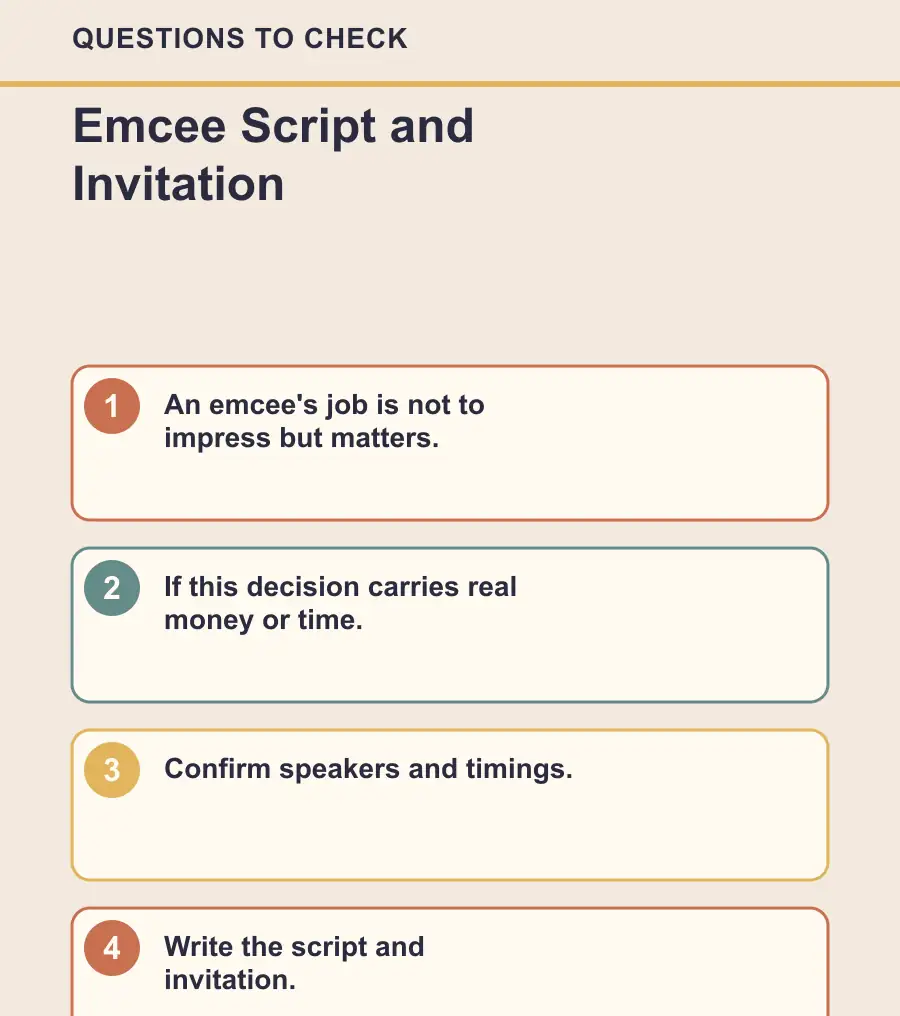 QUESTIONS TO CHECK
Emcee Script and
Invitation
1
An emcee's job is not to
impress but matters.
2
If this decision carries real
money or time.
3
Confirm speakers and timings.
4
Write the script and
invitation.